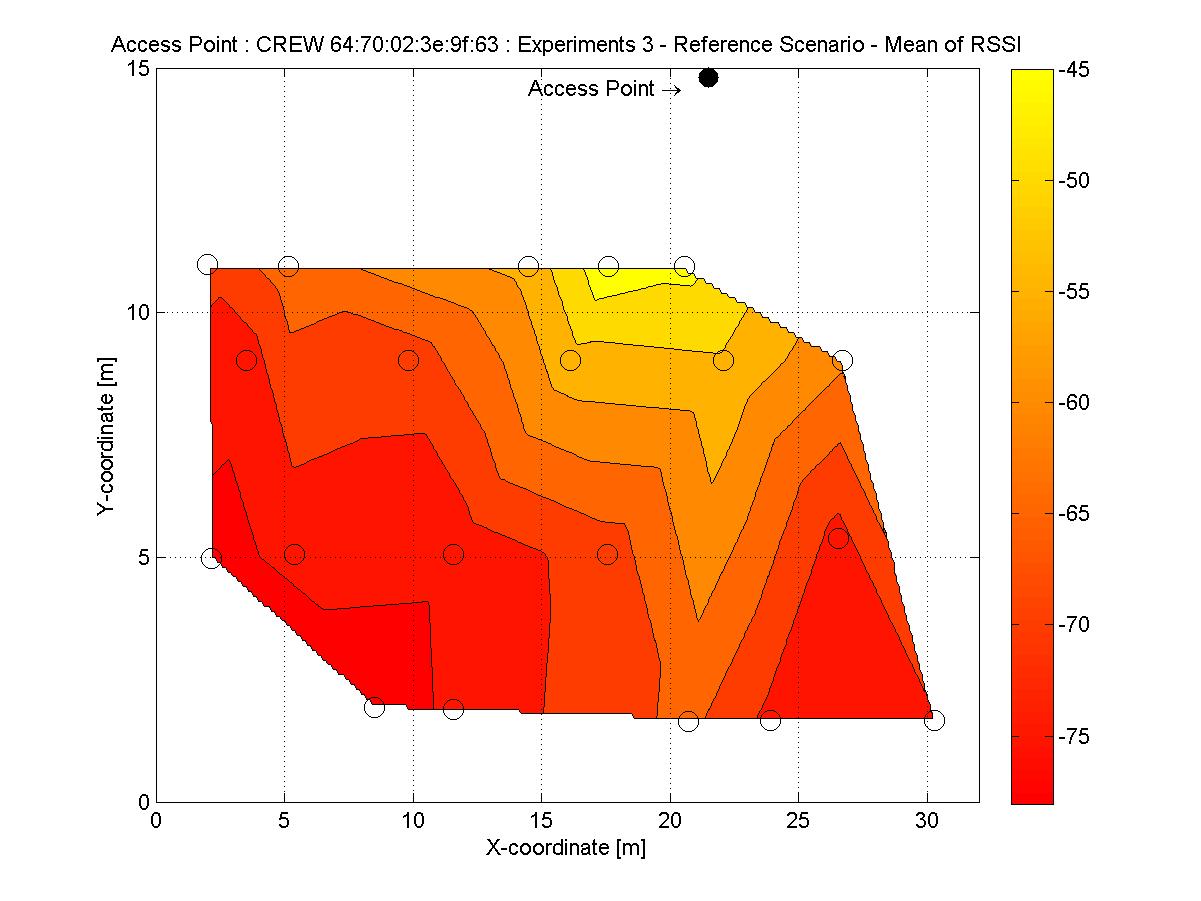 Access Point : CREW 64:70:02:3e:9f:63 : Experiments 3 - Reference Scenario - Mean of RSSI
Access Point →
Y-coordinate [m]
15
10
5
0
0 5 10 15 20 25 30
X-coordinate [m]
-45
-50
-55
-60
-65
-70
-75